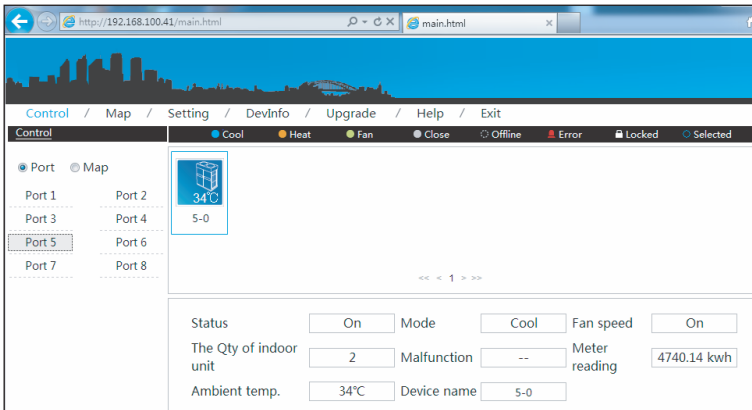 http://192.168.100.41/main.html
main.html
Control / Map / Setting / DevInfo / Upgrade / Help / Exit
Control
Cool Heat Fan Close Offline Error Locked Selected
Port Map
Port 1 Port 2
Port 3 Port 4
Port 5 Port 6
Port 7 Port 8
34℃
5-0
<< < 1 > >>
Status On Mode Cool Fan speed On
The Qty of indoor unit 2 Malfunction -- Meter reading 4740.14 kwh
Ambient temp. 34℃ Device name 5-0